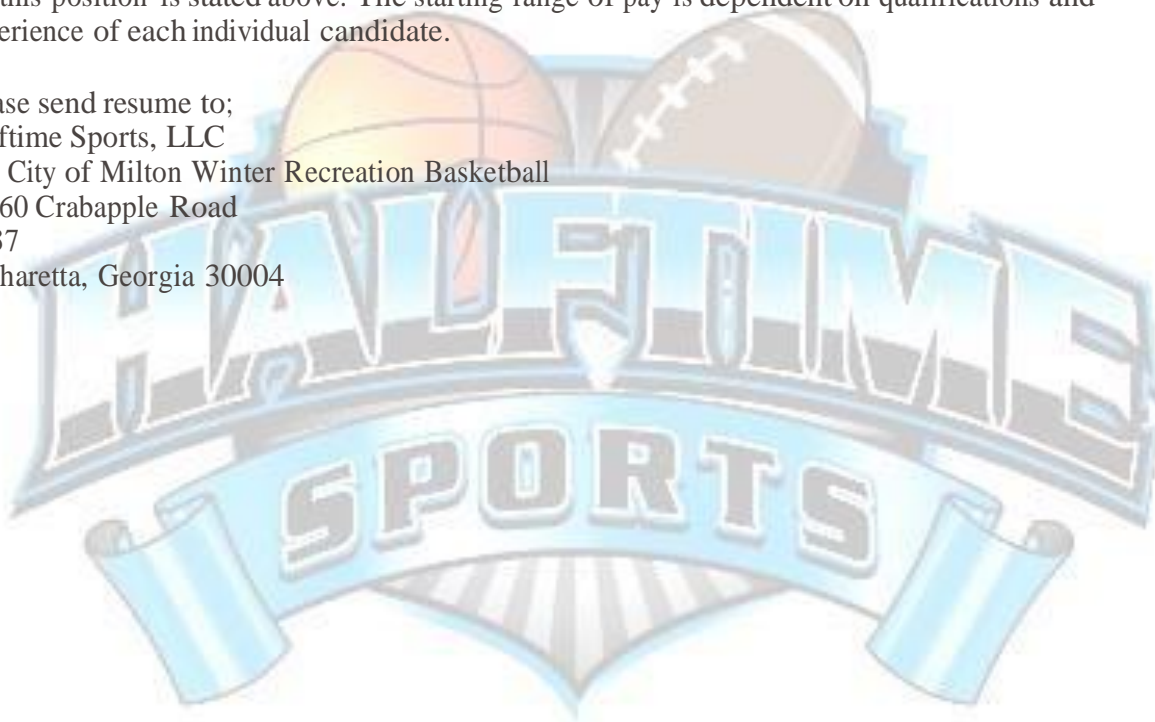 this position is stated above. The starting range of pay is dependent on qualifications and
erience of each individual candidate.
ase send resume to;
ftime Sports, LLC
City of Milton Winter Recreation Basketball
60 Crabapple Road
37
haretta, Georgia 30004
HALFTIME
SPORTS